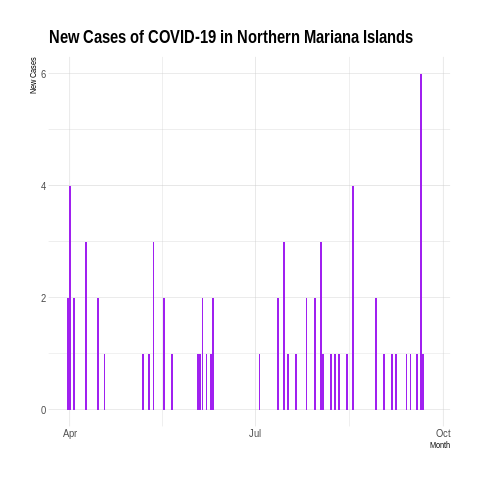 New Cases of COVID-19 in Northern Mariana Islands
New Cases
6
4
2
0
Apr
Jul
Oct
Month